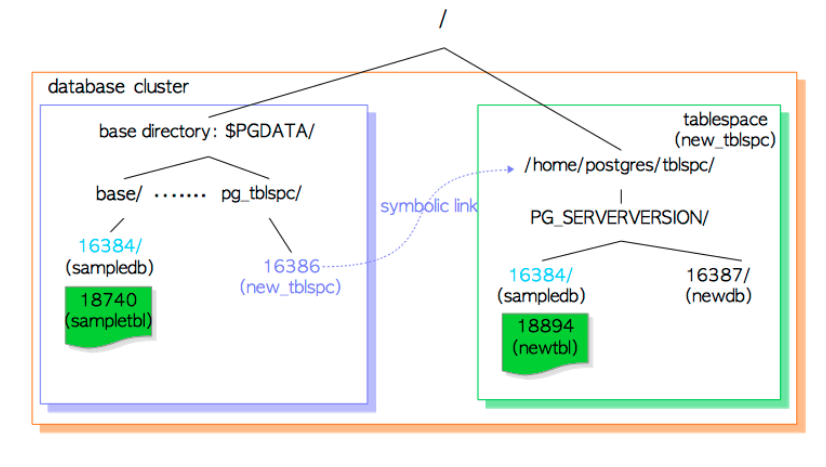 /
database cluster
base directory: $PGDATA/
base/ ....... pg_tblspc/
16384/
(sampledb)
18740
(sampletbl)
16386
(new_tblspc)
symbolic link
tablespace
(new_tblspc)
/home/postgres/tblspc/
PG_SERVERVERSION/
16384/
(sampledb)
18894
(newtbl)
16387/
(newdb)